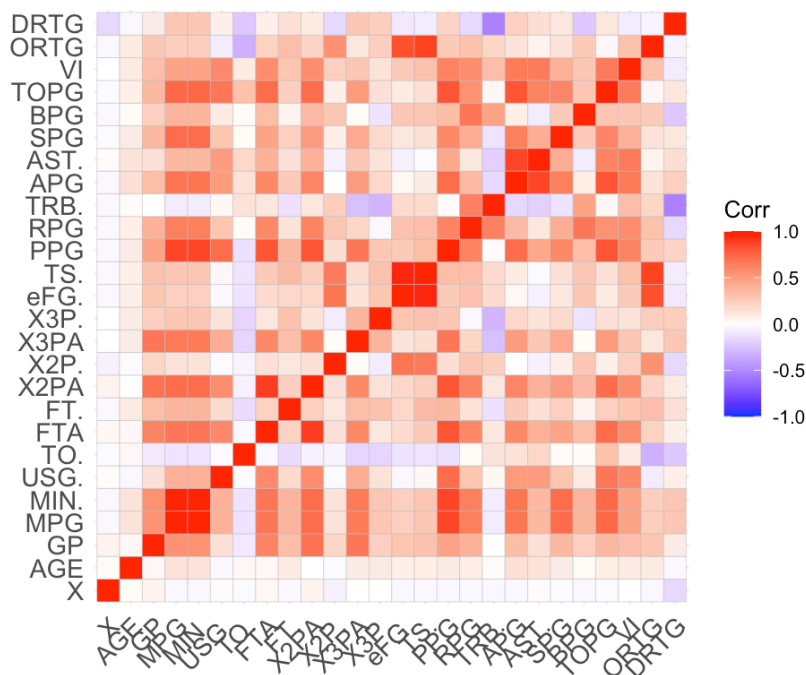 DRTG
ORTG
VI
TOPG
BPG
SPG
AST.
APG
TRB.
RPG
PPG
TS.
eFG.
X3P.
X3PA
X2P.
X2PA
FT.
FTA
TO.
USG.
MIN.
MPG
GP
AGE
X
X
AGE
GP
MPG
MIN.
USG.
TO.
FTA
FT.
X2PA
X2P.
X3PA
X3P.
eFG.
TS.
PPG
RPG
TRB.
APG
AST.
SPG
BPG
TOPG
VI
ORTG
DRTG
Corr
1.0
0.5
0.0
-0.5
-1.0